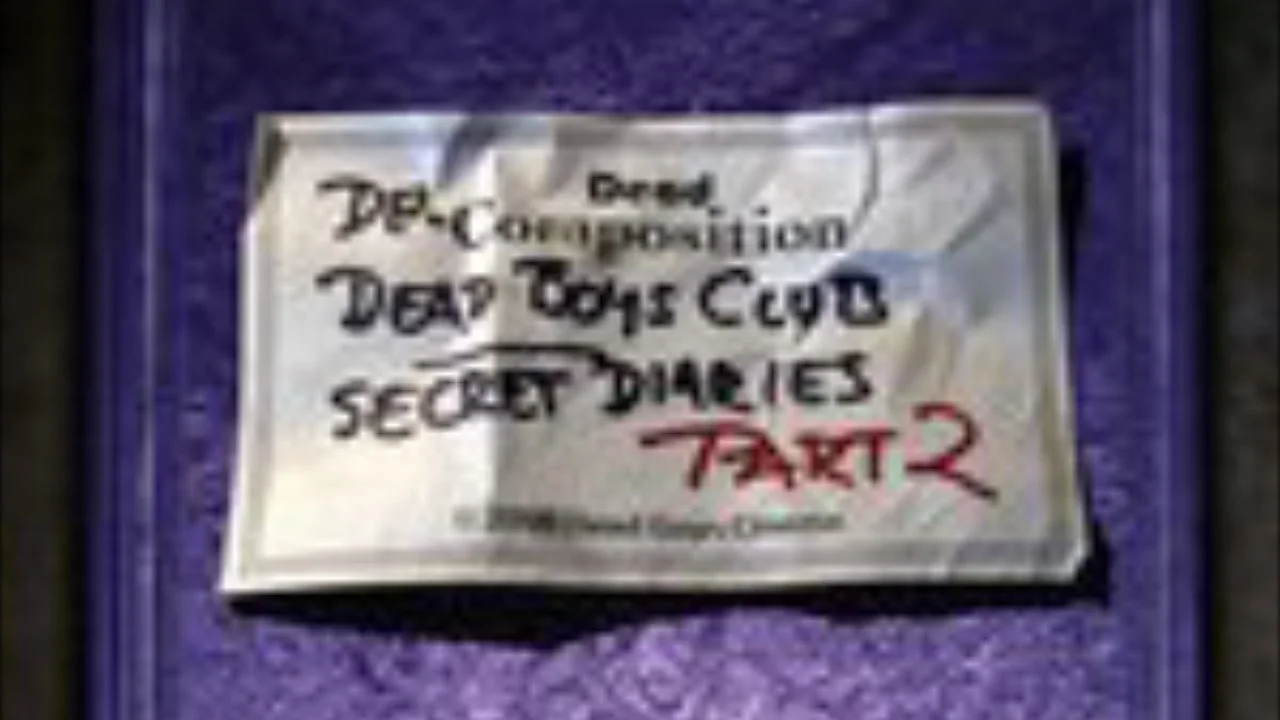 Dead
De-Composition
DEAD BOYS CLUB
SECRET DIARIES
PART 2